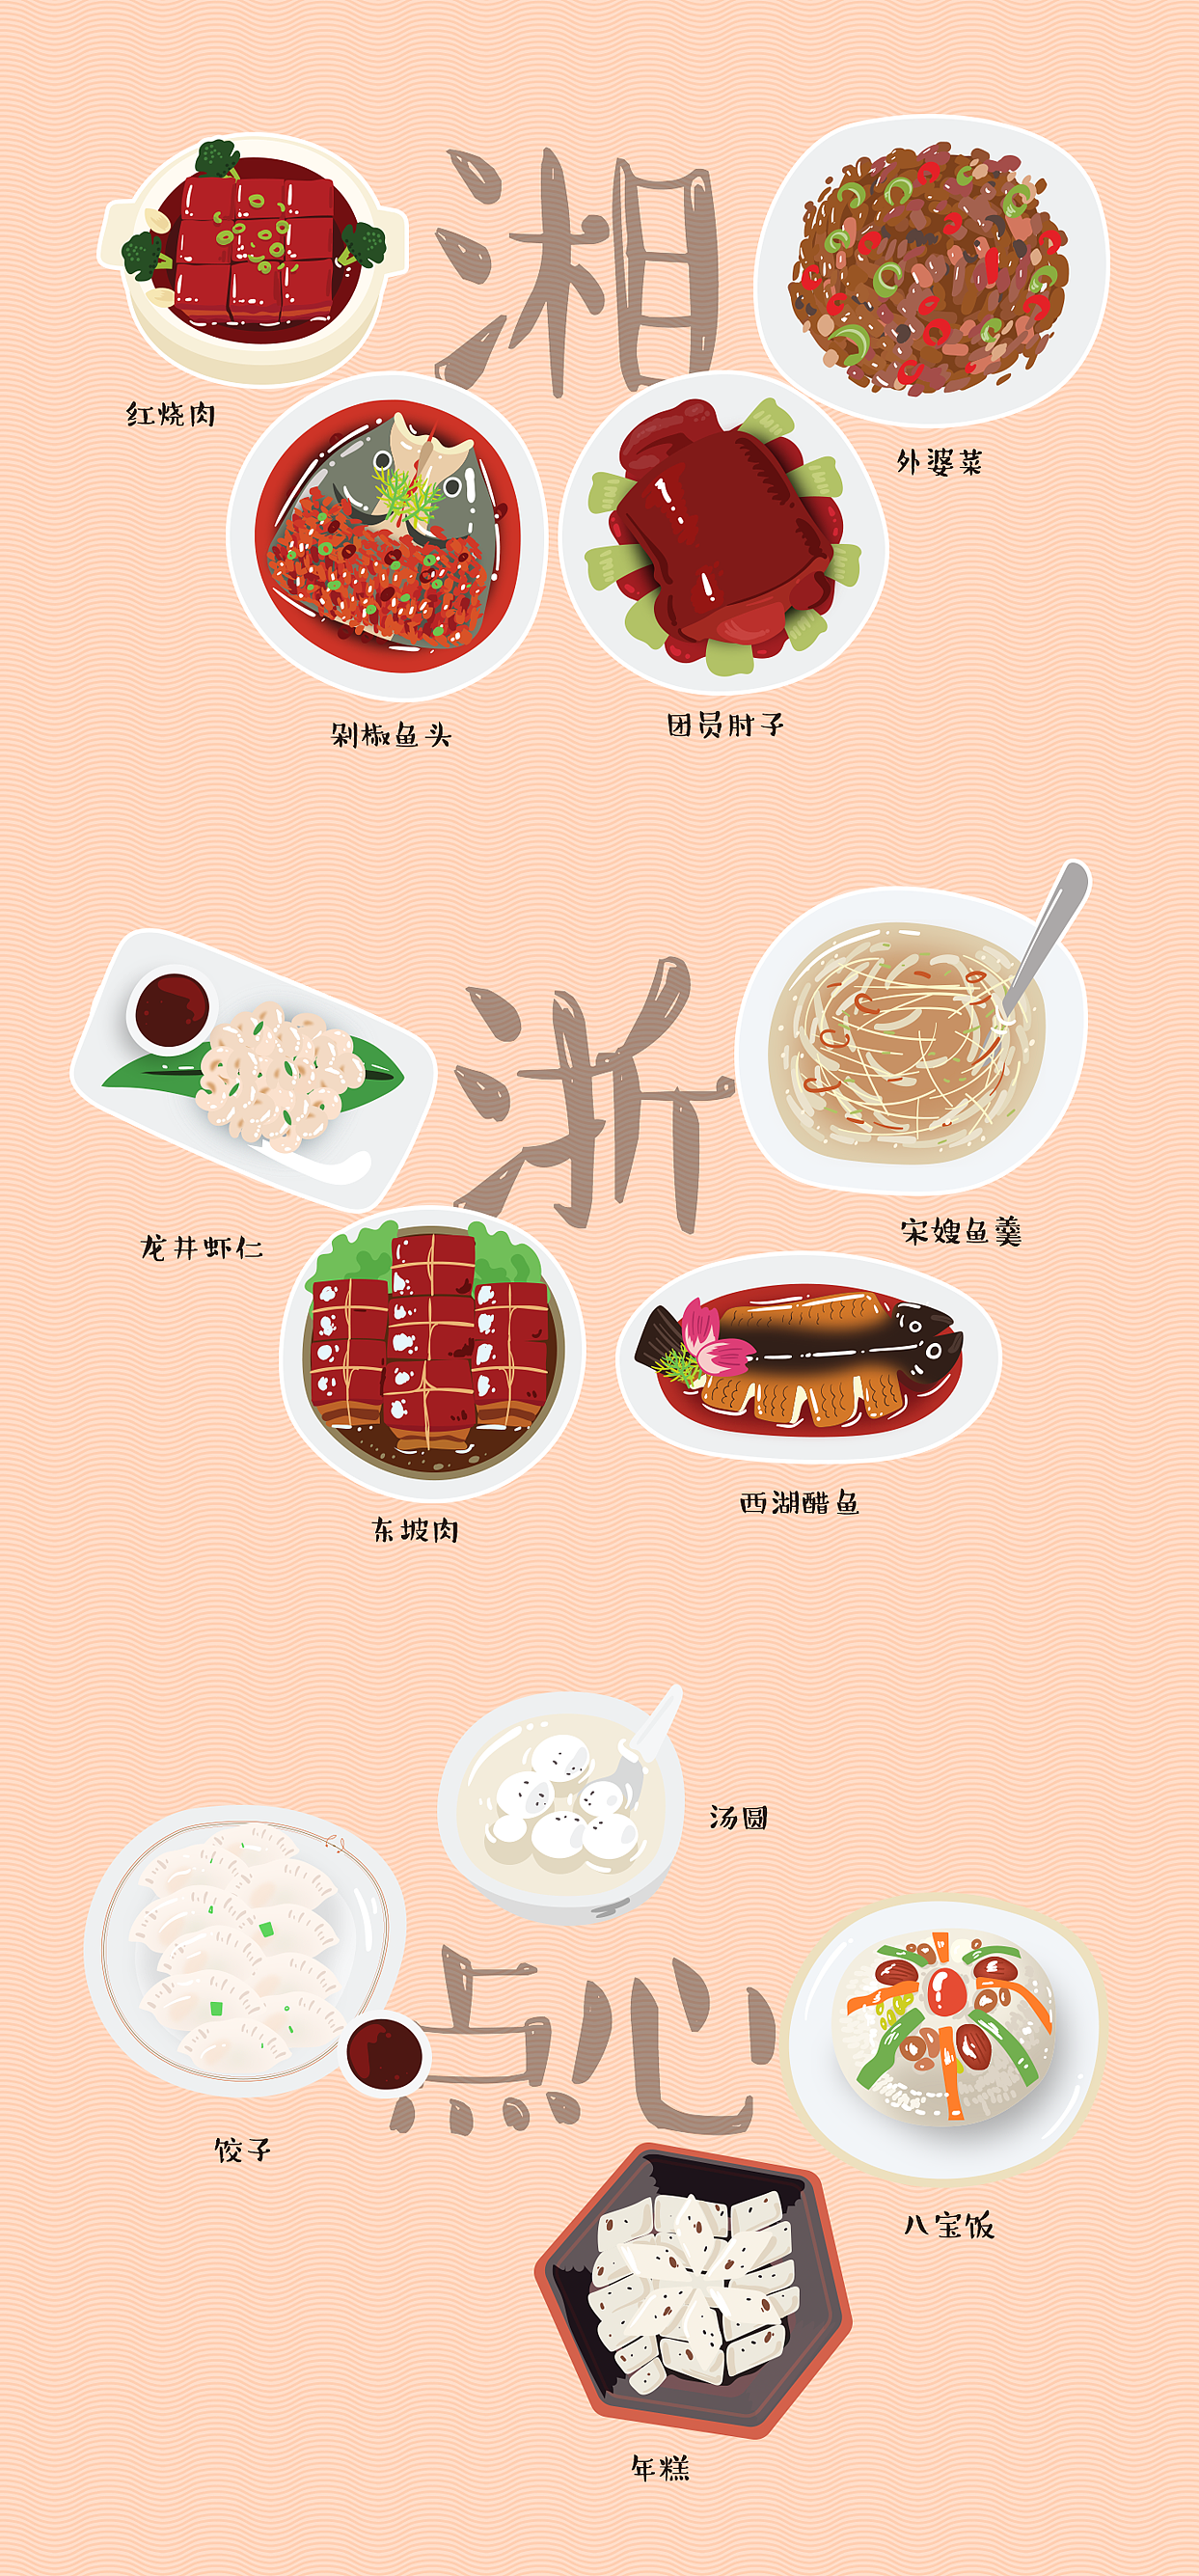 湘
红烧肉
外婆菜
剁椒鱼头
团员肘子
浙
龙井虾仁
宋嫂鱼羹
东坡肉
西湖醋鱼
汤圆
点心
饺子
八宝饭
年糕